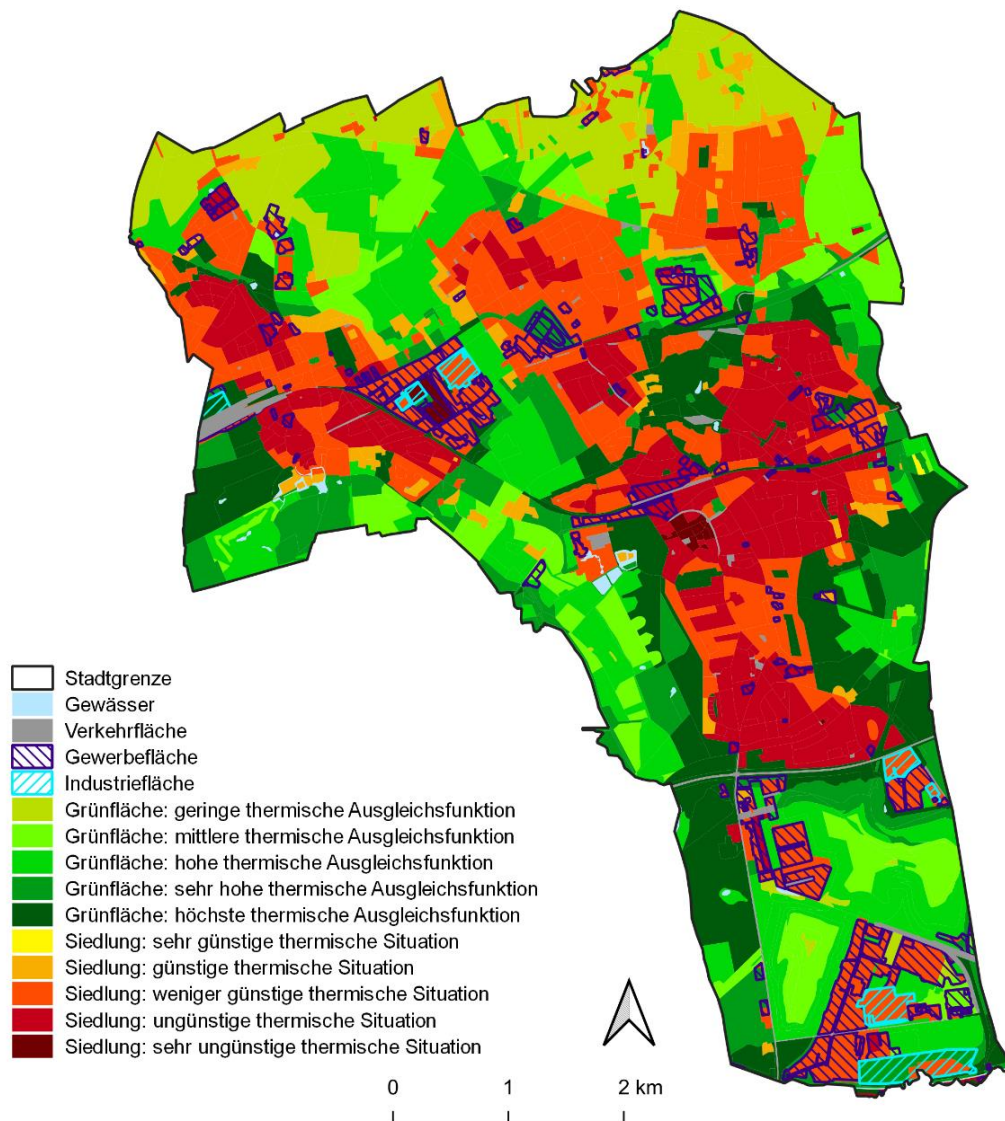 Stadtgrenze
Gewässer
Verkehrfläche
Gewerbefläche
Industriefläche
Grünfläche: geringe thermische Ausgleichsfunktion
Grünfläche: mittlere thermische Ausgleichsfunktion
Grünfläche: hohe thermische Ausgleichsfunktion
Grünfläche: sehr hohe thermische Ausgleichsfunktion
Grünfläche: höchste thermische Ausgleichsfunktion
Siedlung: sehr günstige thermische Situation
Siedlung: günstige thermische Situation
Siedlung: weniger günstige thermische Situation
Siedlung: ungünstige thermische Situation
Siedlung: sehr ungünstige thermische Situation
0 1 2 km